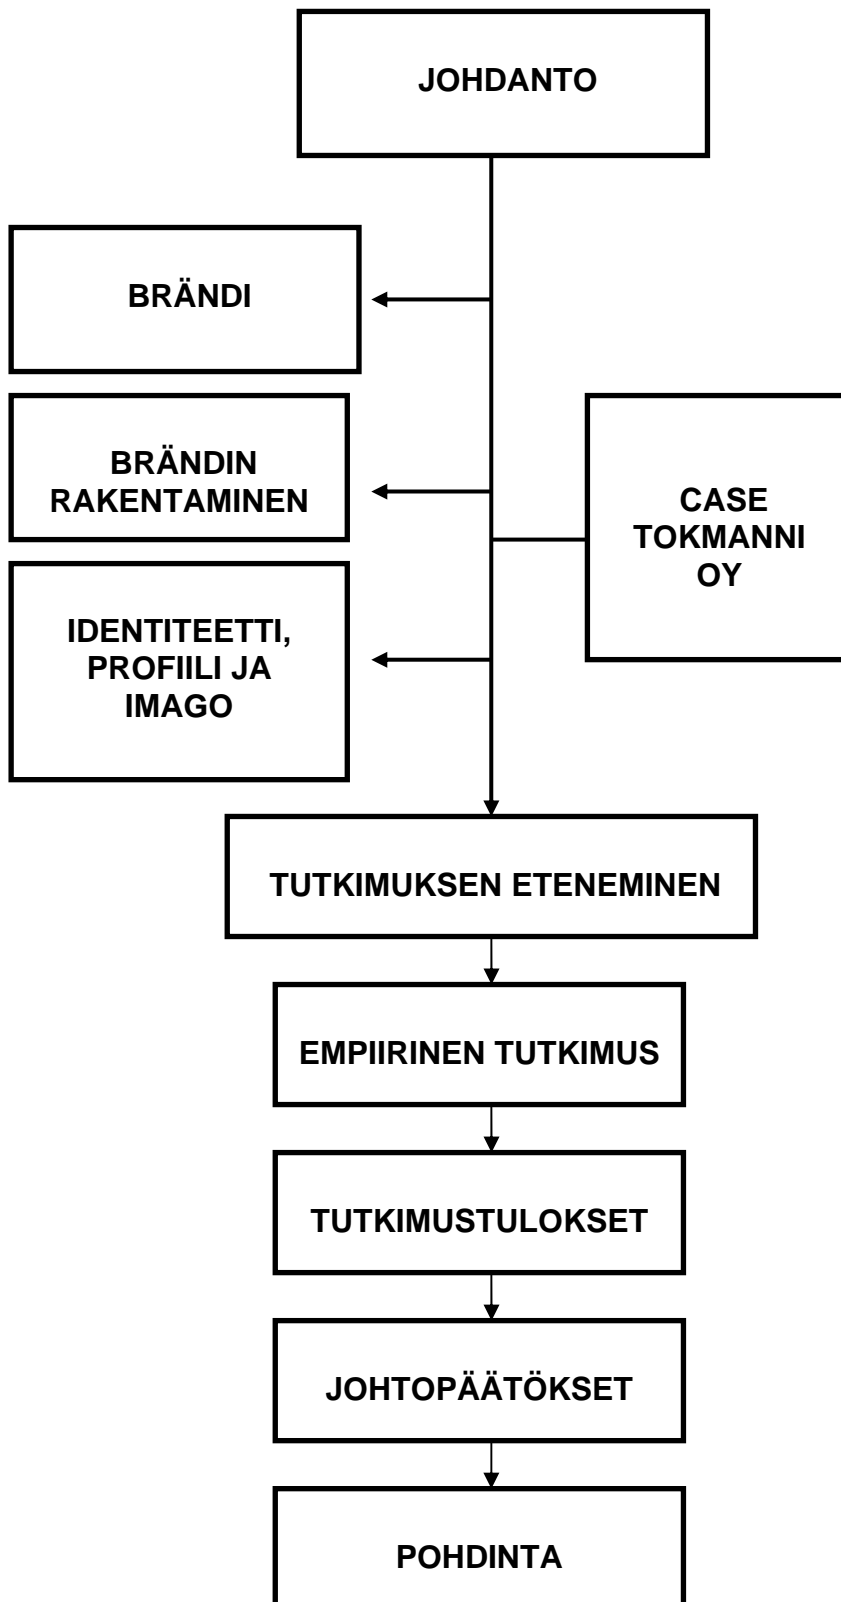 JOHDANTO
BRÄNDI
BRÄNDIN
RAKENTAMINEN
CASE
TOKMANNI
OY
IDENTITEETTI,
PROFIILI JA
IMAGO
TUTKIMUKSEN ETENEMINEN
EMPIIRINEN TUTKIMUS
TUTKIMUSTULOKSET
JOHTOPÄÄTÖKSET
POHDINTA